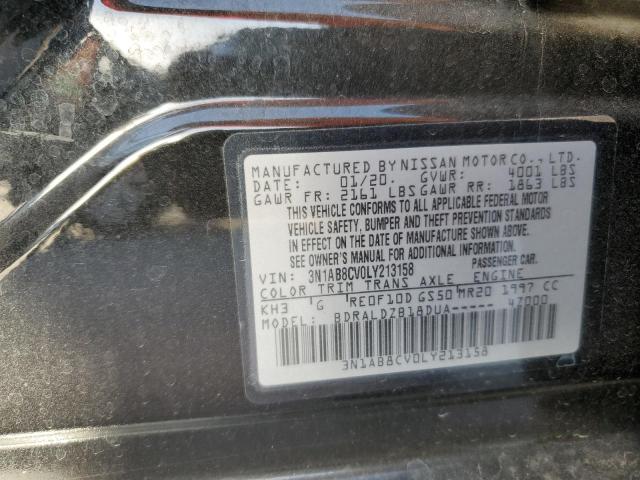 MANUFACTURED BY NISSAN MOTOR CO., LTD.
DATE: 01/20. GVWR: 4001 LBS
GAWR FR: 2161 LBS GAWR RR: 1863 LBS
THIS VEHICLE CONFORMS TO ALL APPLICABLE FEDERAL MOTOR
VEHICLE SAFETY, BUMPER AND THEFT PREVENTION STANDARDS
IN EFFECT ON THE DATE OF MANUFACTURE SHOWN ABOVE.
SEE OWNER'S MANUAL FOR ADDITIONAL INFORMATION.
VIN: 3N1AB8CV0LY213158 PASSENGER CAR.
COLOR TRIM TRANS AXLE ENGINE
KH3 G RE0F10D GS50 MR20 1997 CC
MODEL: BDRALDZB18DUA----- 47000
3N1AB8CV0LY213158